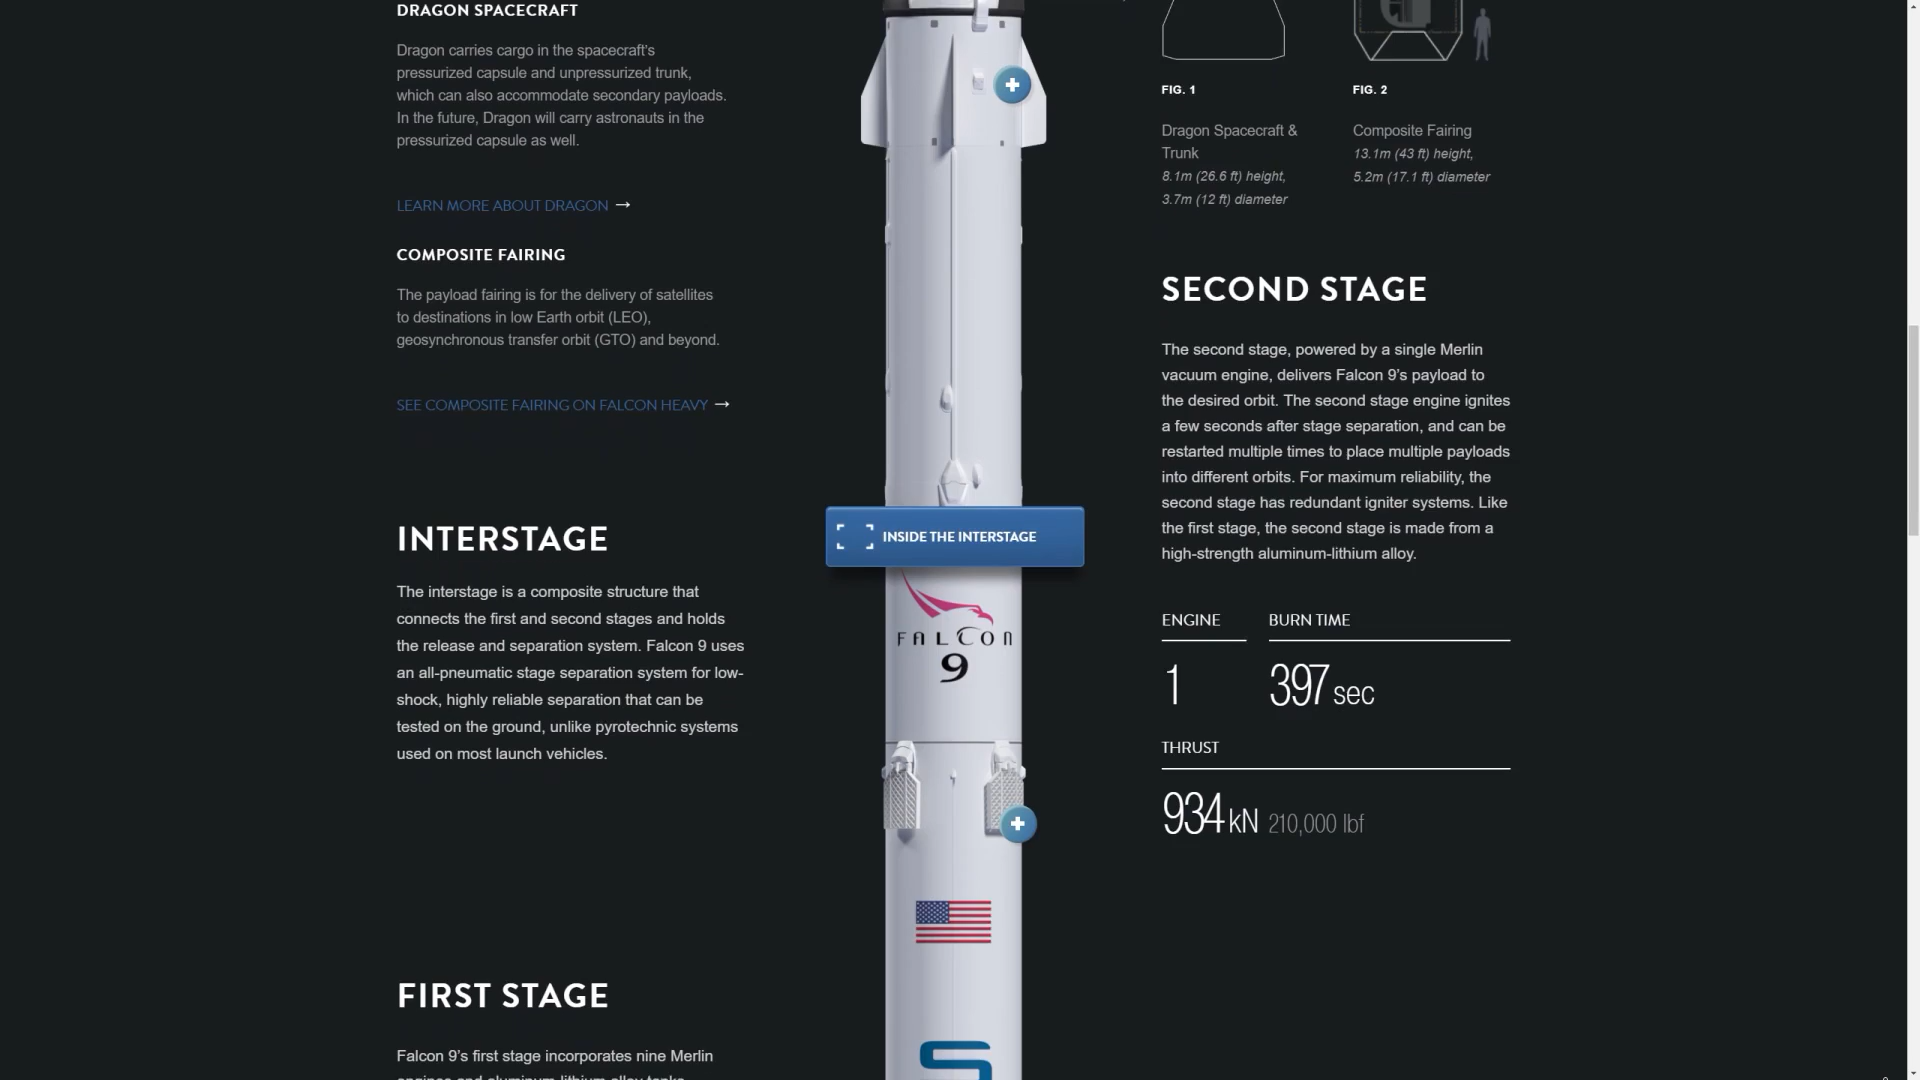 DRAGON SPACECRAFT
Dragon carries cargo in the spacecraft's
pressurized capsule and unpressurized trunk,
which can also accommodate secondary payloads.
In the future, Dragon will carry astronauts in the
pressurized capsule as well.
LEARN MORE ABOUT DRAGON →
COMPOSITE FAIRING
The payload fairing is for the delivery of satellites
to destinations in low Earth orbit (LEO),
geosynchronous transfer orbit (GTO) and beyond.
SEE COMPOSITE FAIRING ON FALCON HEAVY →
INTERSTAGE
The interstage is a composite structure that
connects the first and second stages and holds
the release and separation system. Falcon 9 uses
an all-pneumatic stage separation system for low-
shock, highly reliable separation that can be
tested on the ground, unlike pyrotechnic systems
used on most launch vehicles.
FIRST STAGE
Falcon 9's first stage incorporates nine Merlin
engines and aluminum-lithium alloy tanks
INSIDE THE INTERSTAGE
FALCON
9
S
FIG. 1
Dragon Spacecraft &
Trunk
8.1m (26.6 ft) height,
3.7m (12 ft) diameter
FIG. 2
Composite Fairing
13.1m (43 ft) height,
5.2m (17.1 ft) diameter
SECOND STAGE
The second stage, powered by a single Merlin
vacuum engine, delivers Falcon 9's payload to
the desired orbit. The second stage engine ignites
a few seconds after stage separation, and can be
restarted multiple times to place multiple payloads
into different orbits. For maximum reliability, the
second stage has redundant igniter systems. Like
the first stage, the second stage is made from a
high-strength aluminum-lithium alloy.
ENGINE
1
BURN TIME
397 sec
THRUST
934 kN 210,000 lbf